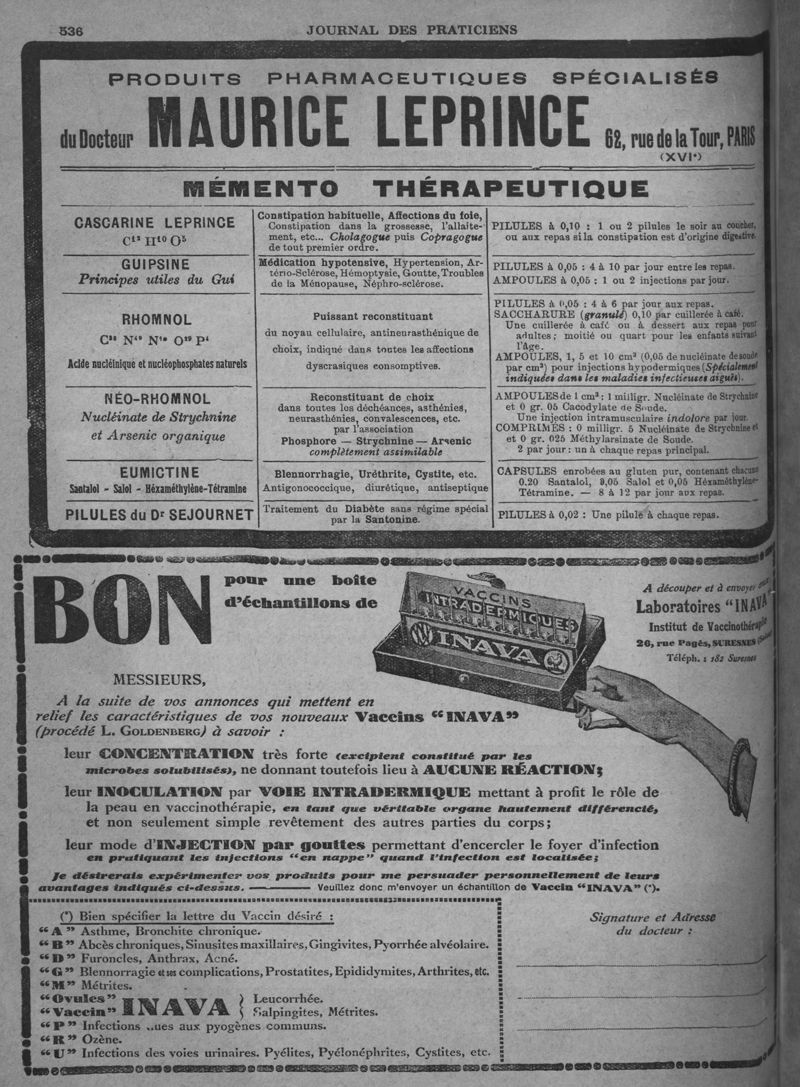 536
JOURNAL DES PRATICIENS
PRODUITS PHARMACEUTIQUES SPÉCIALISÉS
du Docteur MAURICE LEPRINCE 62, rue de la Tour, PARIS
(XVIᵉ)
MÉMENTO THÉRAPEUTIQUE
CASCARINE LEPRINCE
C¹² H¹⁰ O⁵
Constipation habituelle, Affections du foie,
Constipation dans la grossesse, l'allaite-
ment, etc... Cholagogue puis Copragogue
de tout premier ordre.
PILULES à 0,10 : 1 ou 2 pilules le soir au coucher,
ou aux repas si la constipation est d'origine digestive.
GUIPSINE
Principes utiles du Gui
Médication hypotensive, Hypertension, Ar-
tério-Sclérose, Hémoptysie, Goutte, Troubles
de la Ménopause, Néphro-sclérose.
PILULES à 0,05 : 4 à 10 par jour entre les repas.
AMPOULES à 0,05 : 1 ou 2 injections par jour.
RHOMNOL
Acide nucléinique et nucléophosphates naturels
Puissant reconstituant
du noyau cellulaire, antineurasthénique de
choix, indiqué dans toutes les affections
dyscrasiques consomptives.
PILULES à 0,05 : 4 à 6 par jour aux repas.
SACCHARURE (granulé) 0,10 par cuillerée à café.
Une cuillerée à café ou à dessert aux repas pour
adultes ; moitié ou quart pour les enfants suivant
l'âge.
AMPOULES, 1, 5 et 10 cm³ (0,05 de nucléinate de soude
par cm³) pour injections hypodermiques (Spécialement
indiquées dans les maladies infectieuses aiguës).
NÉO-RHOMNOL
Nucléinate de Strychnine
et Arsenic organique
Reconstituant de choix
dans toutes les déchéances, asthénies,
neurasthénies, convalescences, etc.
par l'association
Phosphore — Strychnine — Arsenic
complètement assimilable
AMPOULES de 1 cm³ : 1 milligr. Nucléinate de Strychnine
et 0 gr. 05 Cacodylate de Soude.
Une injection intramusculaire indolore par jour.
COMPRIMÉS : 0 milligr. 5 Nucléinate de Strychnine et
et 0 gr. 025 Méthylarsinate de Soude.
2 par jour : un à chaque repas principal.
EUMICTINE
Santalol - Salol - Héxaméthylène-Tétramine
Blennorrhagie, Uréthrite, Cystite, etc.
Antigonococcique, diurétique, antiseptique
CAPSULES enrobées au gluten pur, contenant chacune
0.20 Santalol, 0,05 Salol et 0,05 Héxaméthylène-
Tétramine. — 8 à 12 par jour aux repas.
PILULES du Dʳ SEJOURNET
Traitement du Diabète sans régime spécial
par la Santonine.
PILULES à 0,02 : Une pilule à chaque repas.
BON pour une boîte
d'échantillons de
VACCINS
INTRADERMIQUES
INAVA
A découper et à envoyer
Laboratoires "INAVA"
Institut de Vaccinothérapie
26, rue Pagès, SURESNES
Téléph. : 182 Suresnes
MESSIEURS,
A la suite de vos annonces qui mettent en
relief les caractéristiques de vos nouveaux Vaccins "INAVA"
(procédé L. GOLDENBERG) à savoir :
leur CONCENTRATION très forte (excipient constitué par les
microbes solubilisés), ne donnant toutefois lieu à AUCUNE RÉACTION ;
leur INOCULATION par VOIE INTRADERMIQUE mettant à profit le rôle de
la peau en vaccinothérapie, en tant que véritable organe hautement différencié,
et non seulement simple revêtement des autres parties du corps ;
leur mode d'INJECTION par gouttes permettant d'encercler le foyer d'infection
en pratiquant les injections "en nappe" quand l'infection est localisée ;
Je désirerais expérimenter vos produits pour me persuader personnellement de leurs
avantages indiqués ci-dessus. — Veuillez donc m'envoyer un échantillon de Vaccin "INAVA" (*).
(*) Bien spécifier la lettre du Vaccin désiré :
"A" Asthme, Bronchite chronique.
"B" Abcès chroniques, Sinusites maxillaires, Gingivites, Pyorrhée alvéolaire.
"D" Furoncles, Anthrax, Acné.
"G" Blennorragie et ses complications, Prostatites, Epididymites, Arthrites, etc.
"M" Métrites.
"Ovules" INAVA Leucorrhée.
"Vaccin" Salpingites, Métrites.
"P" Infections dues aux pyogènes communs.
"R" Ozène.
"U" Infections des voies urinaires. Pyélites, Pyélonéphrites, Cystites, etc.
Signature et Adresse
du docteur :